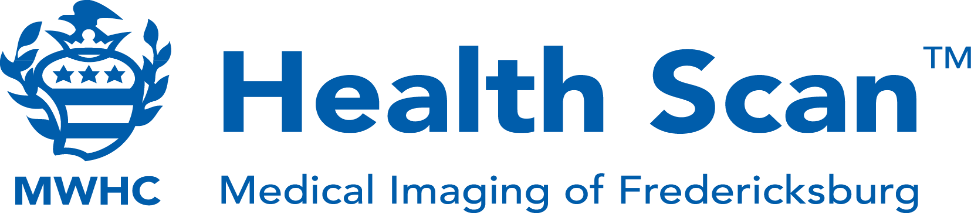 Health Scan™
MWHC
Medical Imaging of Fredericksburg